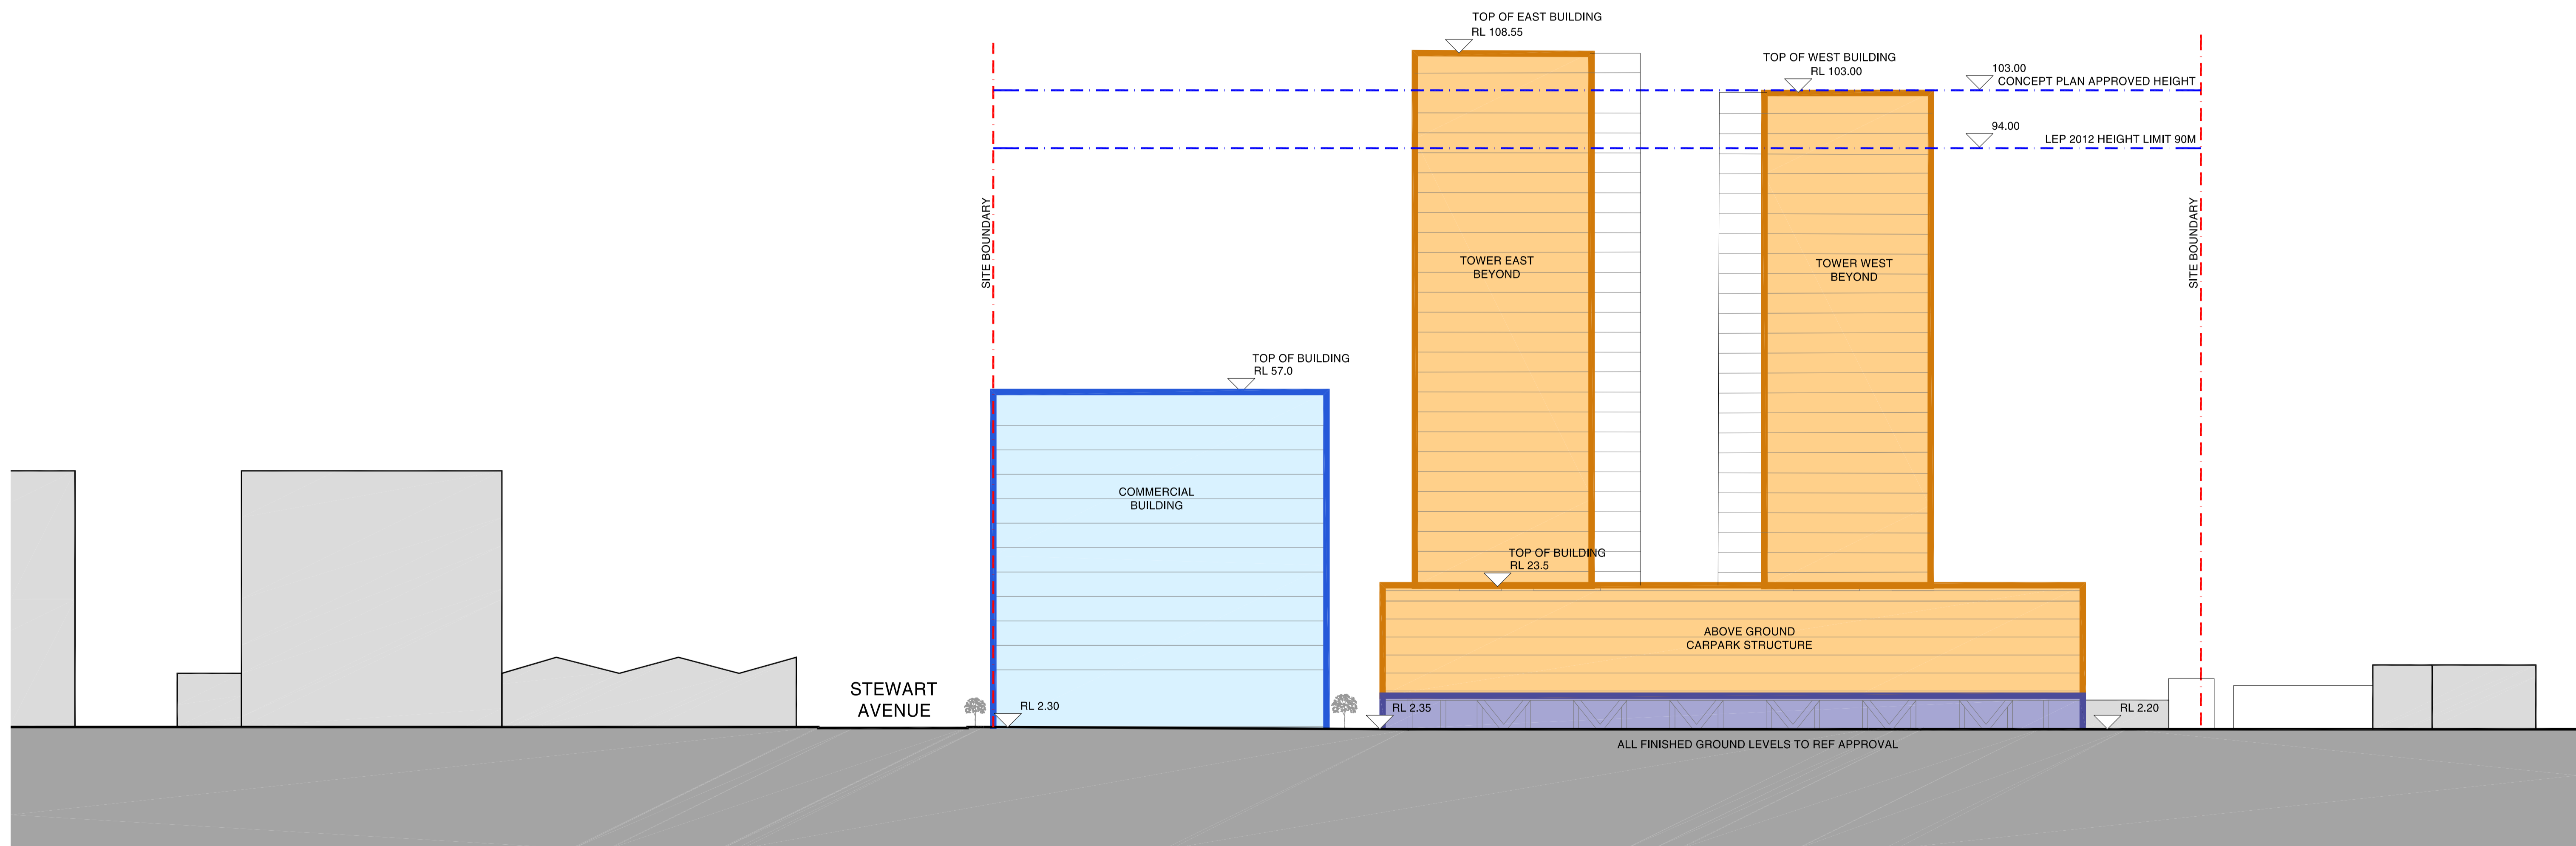 TOP OF EAST BUILDING
RL 108.55
TOP OF WEST BUILDING
RL 103.00
103.00
CONCEPT PLAN APPROVED HEIGHT
94.00
LEP 2012 HEIGHT LIMIT 90M
SITE BOUNDARY
SITE BOUNDARY
TOWER EAST
BEYOND
TOWER WEST
BEYOND
TOP OF BUILDING
RL 57.0
COMMERCIAL
BUILDING
TOP OF BUILDING
RL 23.5
ABOVE GROUND
CARPARK STRUCTURE
STEWART
AVENUE
RL 2.30
RL 2.35
RL 2.20
ALL FINISHED GROUND LEVELS TO REF APPROVAL